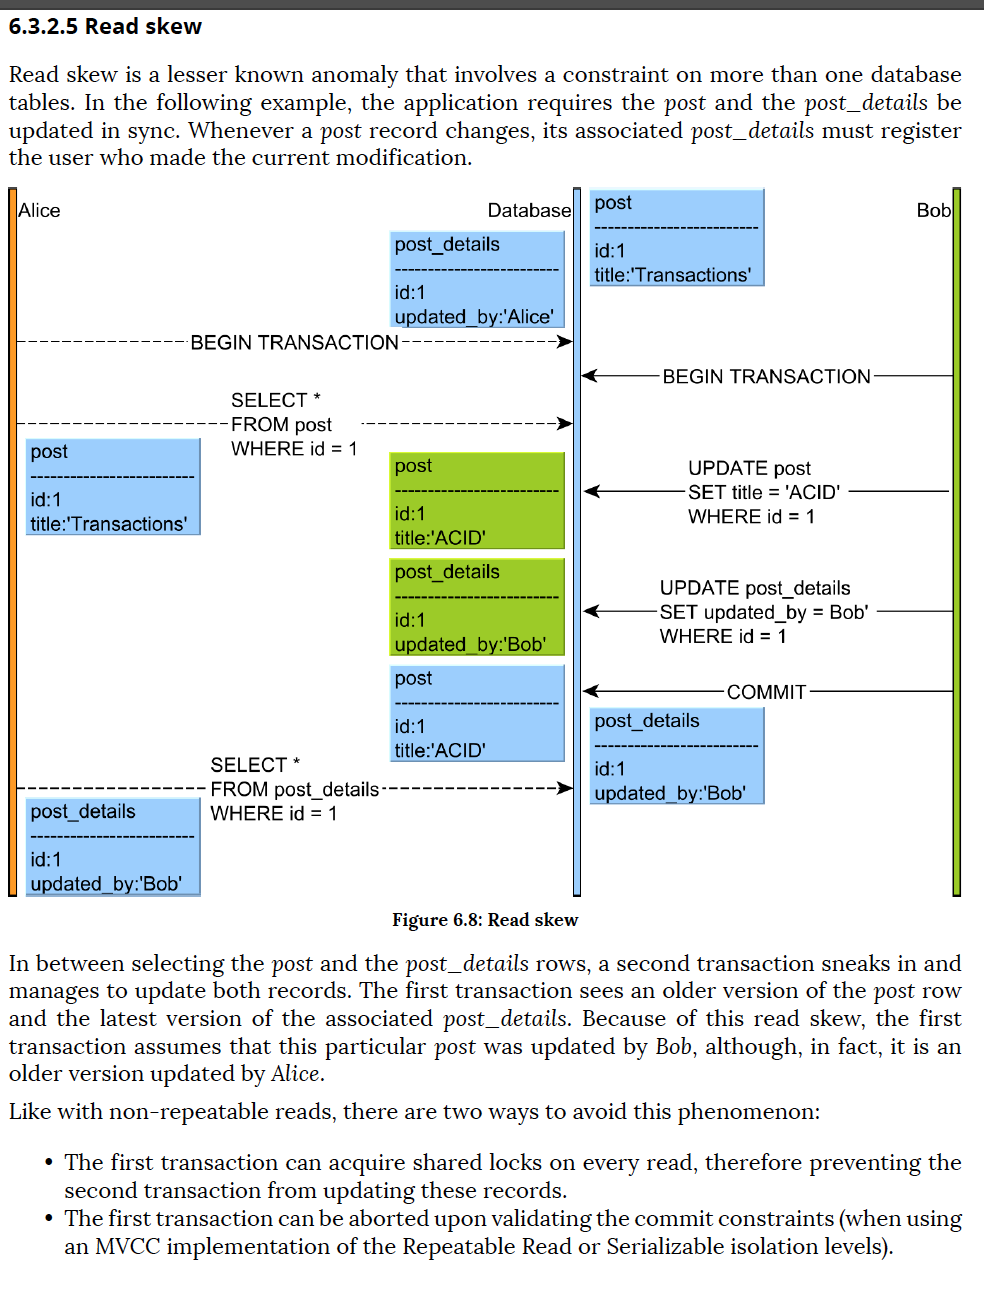 6.3.2.5 Read skew
Read skew is a lesser known anomaly that involves a constraint on more than one database
tables. In the following example, the application requires the post and the post_details be
updated in sync. Whenever a post record changes, its associated post_details must register
the user who made the current modification.
Alice
Database
Bob
post
id:1
title:'Transactions'
post_details
id:1
updated_by:'Alice'
BEGIN TRANSACTION
BEGIN TRANSACTION
SELECT *
FROM post
WHERE id = 1
post
id:1
title:'Transactions'
post
id:1
title:'ACID'
UPDATE post
SET title = 'ACID'
WHERE id = 1
post_details
id:1
updated_by:'Bob'
UPDATE post_details
SET updated_by = Bob'
WHERE id = 1
post
id:1
title:'ACID'
COMMIT
post_details
id:1
updated_by:'Bob'
SELECT *
FROM post_details
WHERE id = 1
post_details
id:1
updated_by:'Bob'
Figure 6.8: Read skew
In between selecting the post and the post_details rows, a second transaction sneaks in and
manages to update both records. The first transaction sees an older version of the post row
and the latest version of the associated post_details. Because of this read skew, the first
transaction assumes that this particular post was updated by Bob, although, in fact, it is an
older version updated by Alice.
Like with non-repeatable reads, there are two ways to avoid this phenomenon:
• The first transaction can acquire shared locks on every read, therefore preventing the
second transaction from updating these records.
• The first transaction can be aborted upon validating the commit constraints (when using
an MVCC implementation of the Repeatable Read or Serializable isolation levels).